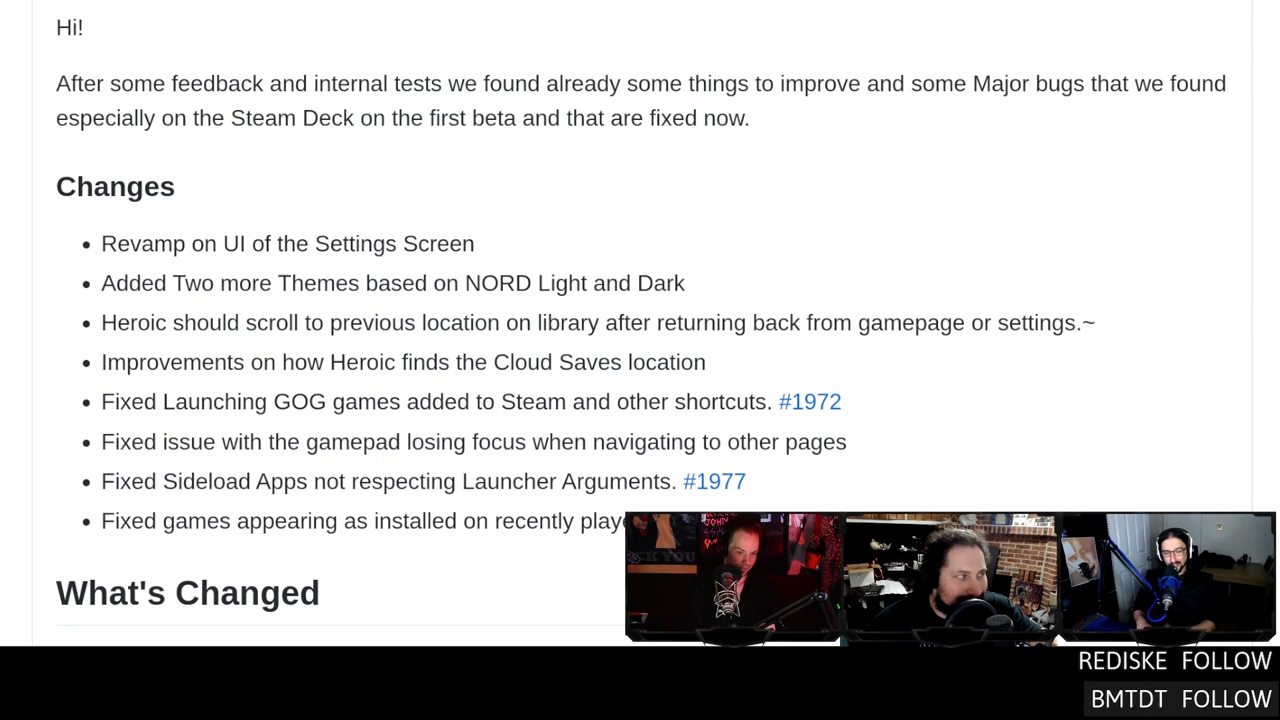 Hi!
After some feedback and internal tests we found already some things to improve and some Major bugs that we found
especially on the Steam Deck on the first beta and that are fixed now.
Changes
Revamp on UI of the Settings Screen
Added Two more Themes based on NORD Light and Dark
Heroic should scroll to previous location on library after returning back from gamepage or settings.~
Improvements on how Heroic finds the Cloud Saves location
Fixed Launching GOG games added to Steam and other shortcuts. #1972
Fixed issue with the gamepad losing focus when navigating to other pages
Fixed Sideload Apps not respecting Launcher Arguments. #1977
Fixed games appearing as installed on recently
What's Changed
REDISKE FOLLOW
BMTDT FOLLOW